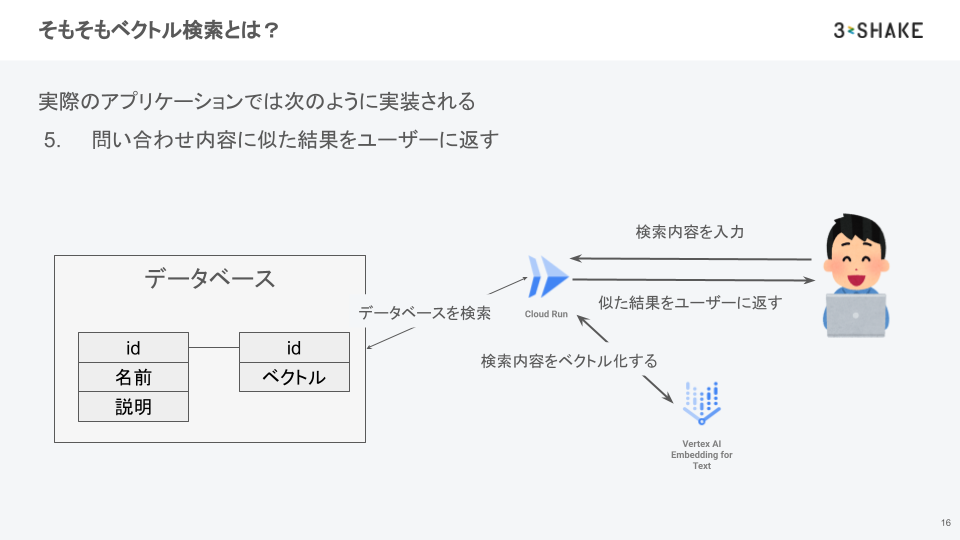 そもそもベクトル検索とは？
3-SHAKE
実際のアプリケーションでは次のように実装される
5. 問い合わせ内容に似た結果をユーザーに返す
検索内容を入力
データベース
データベースを検索
似た結果をユーザーに返す
Cloud Run
id
id
検索内容をベクトル化する
名前
ベクトル
説明
Vertex AI
Embedding for
Text
16